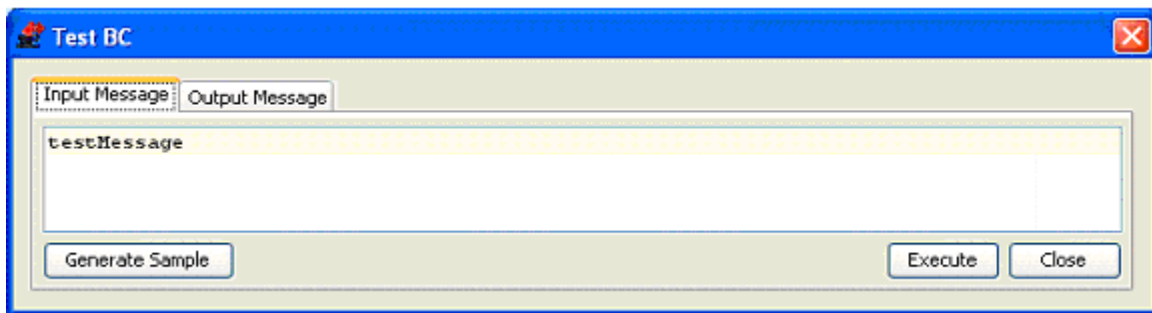 Test BC
Input Message Output Message
testMessage
Generate Sample Execute Close